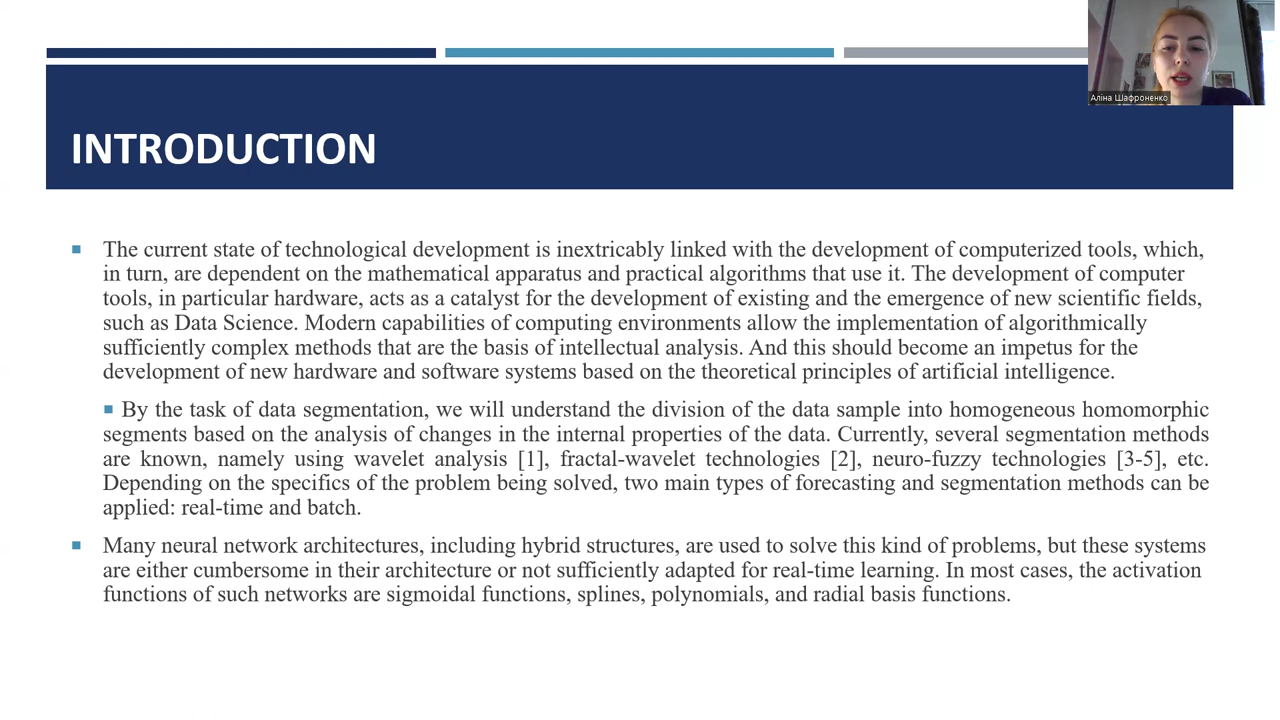 Аліна Шафроненко
INTRODUCTION
The current state of technological development is inextricably linked with the development of computerized tools, which,
in turn, are dependent on the mathematical apparatus and practical algorithms that use it. The development of computer
tools, in particular hardware, acts as a catalyst for the development of existing and the emergence of new scientific fields,
such as Data Science. Modern capabilities of computing environments allow the implementation of algorithmically
sufficiently complex methods that are the basis of intellectual analysis. And this should become an impetus for the
development of new hardware and software systems based on the theoretical principles of artificial intelligence.
By the task of data segmentation, we will understand the division of the data sample into homogeneous homomorphic
segments based on the analysis of changes in the internal properties of the data. Currently, several segmentation methods
are known, namely using wavelet analysis [1], fractal-wavelet technologies [2], neuro-fuzzy technologies [3-5], etc.
Depending on the specifics of the problem being solved, two main types of forecasting and segmentation methods can be
applied: real-time and batch.
Many neural network architectures, including hybrid structures, are used to solve this kind of problems, but these systems
are either cumbersome in their architecture or not sufficiently adapted for real-time learning. In most cases, the activation
functions of such networks are sigmoidal functions, splines, polynomials, and radial basis functions.